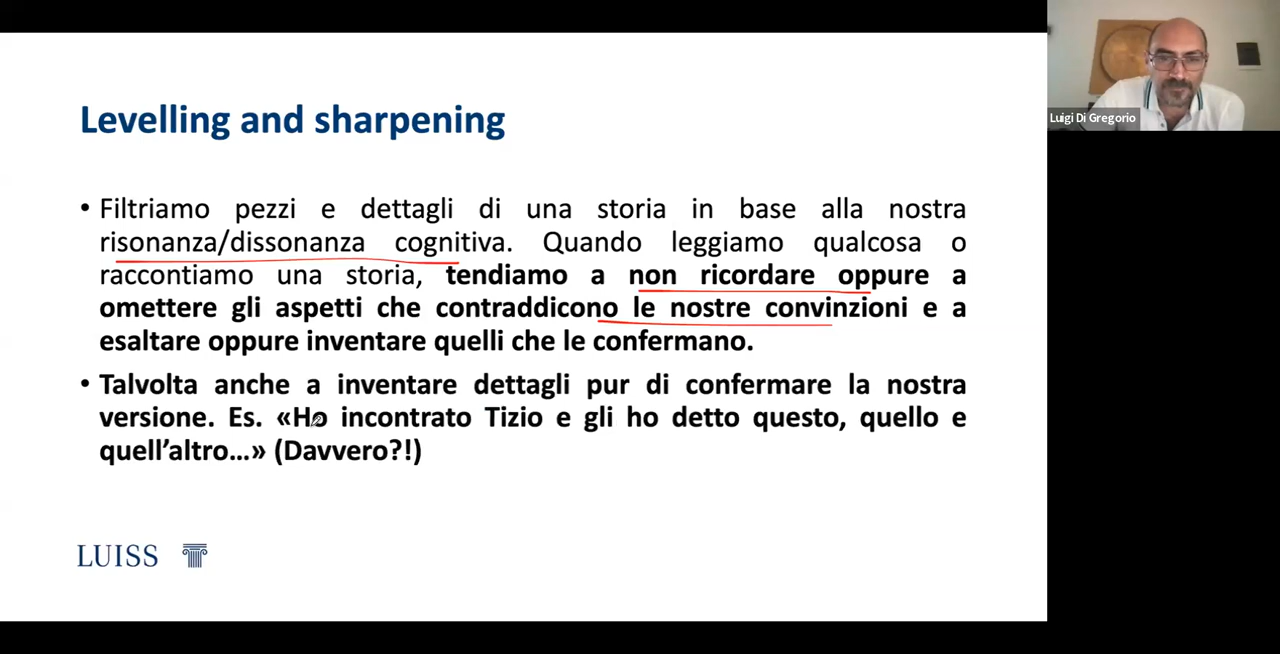 Levelling and sharpening
• Filtriamo pezzi e dettagli di una storia in base alla nostra
risonanza/dissonanza cognitiva. Quando leggiamo qualcosa o
raccontiamo una storia, tendiamo a non ricordare oppure a
omettere gli aspetti che contraddicono le nostre convinzioni e a
esaltare oppure inventare quelli che le confermano.
• Talvolta anche a inventare dettagli pur di confermare la nostra
versione. Es. «Ho incontrato Tizio e gli ho detto questo, quello e
quell’altro…» (Davvero?!)
LUISS
Luigi Di Gregorio